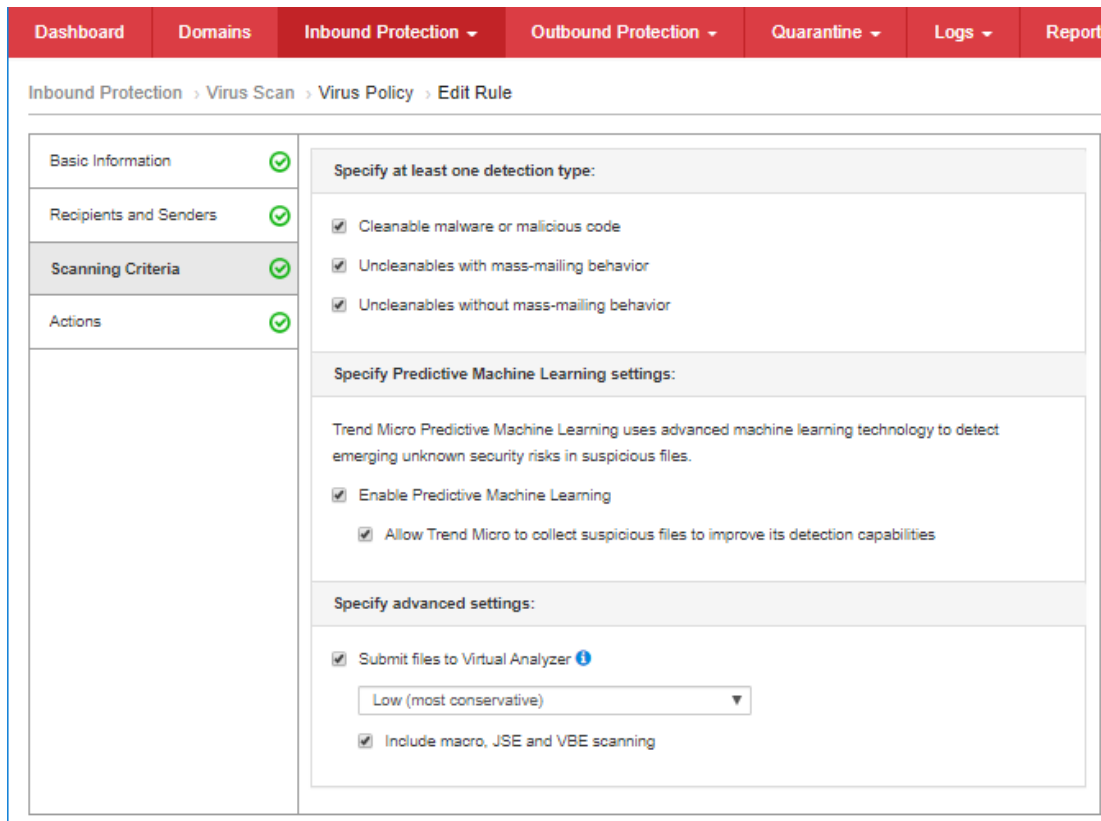 Dashboard Domains Inbound Protection Outbound Protection Quarantine Logs Report
Inbound Protection › Virus Scan › Virus Policy › Edit Rule
Basic Information
Recipients and Senders
Scanning Criteria
Actions
Specify at least one detection type:
Cleanable malware or malicious code
Uncleanables with mass-mailing behavior
Uncleanables without mass-mailing behavior
Specify Predictive Machine Learning settings:
Trend Micro Predictive Machine Learning uses advanced machine learning technology to detect
emerging unknown security risks in suspicious files.
Enable Predictive Machine Learning
Allow Trend Micro to collect suspicious files to improve its detection capabilities
Specify advanced settings:
Submit files to Virtual Analyzer
Low (most conservative)
Include macro, JSE and VBE scanning